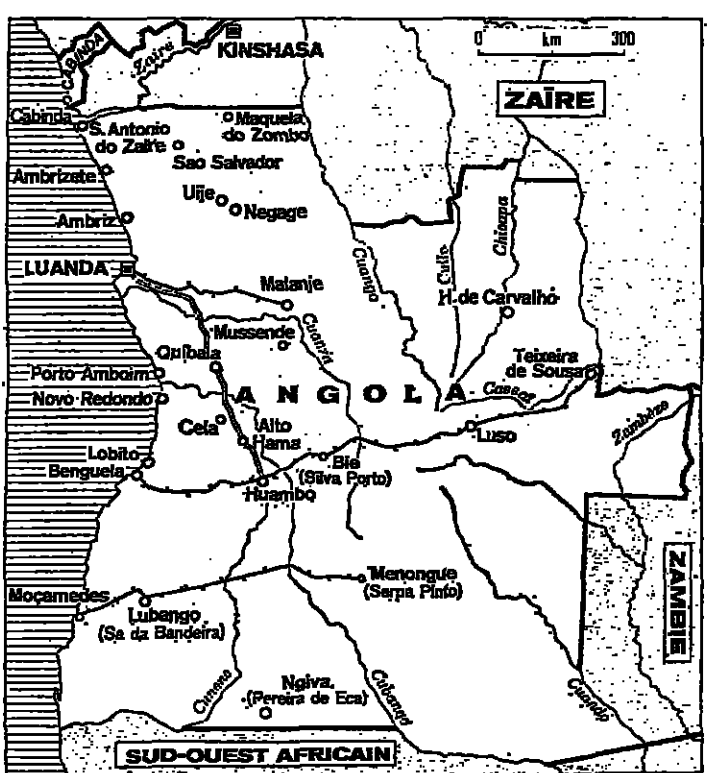 KINSHASA
0 km 300
CABINDA
Zaïre
ZAÏRE
Cabinda
S. Antonio
do Zaïre
Maquela
do Zombo
Sao Salvador
Ambrizete
Uije
Negage
Ambriz
Cuango
Cuilo
Chicapa
LUANDA
Malanje
H. de Carvalho
Mussende
Cuanza
Quibala
Teixeira
de Sousa
Porto Amboim
Novo Redondo
ANGOLA
Cassai
Zambèze
Cela
Alto
Hama
Luso
Lobito
Benguela
Bie
(Silva Porto)
Huambo
Menongue
(Serpa Pinto)
ZAMBIE
Moçamedes
Lubango
(Sa da Bandeira)
Cunene
Ngiva
(Pereira de Eca)
Cubango
Cuando
SUD-OUEST AFRICAIN